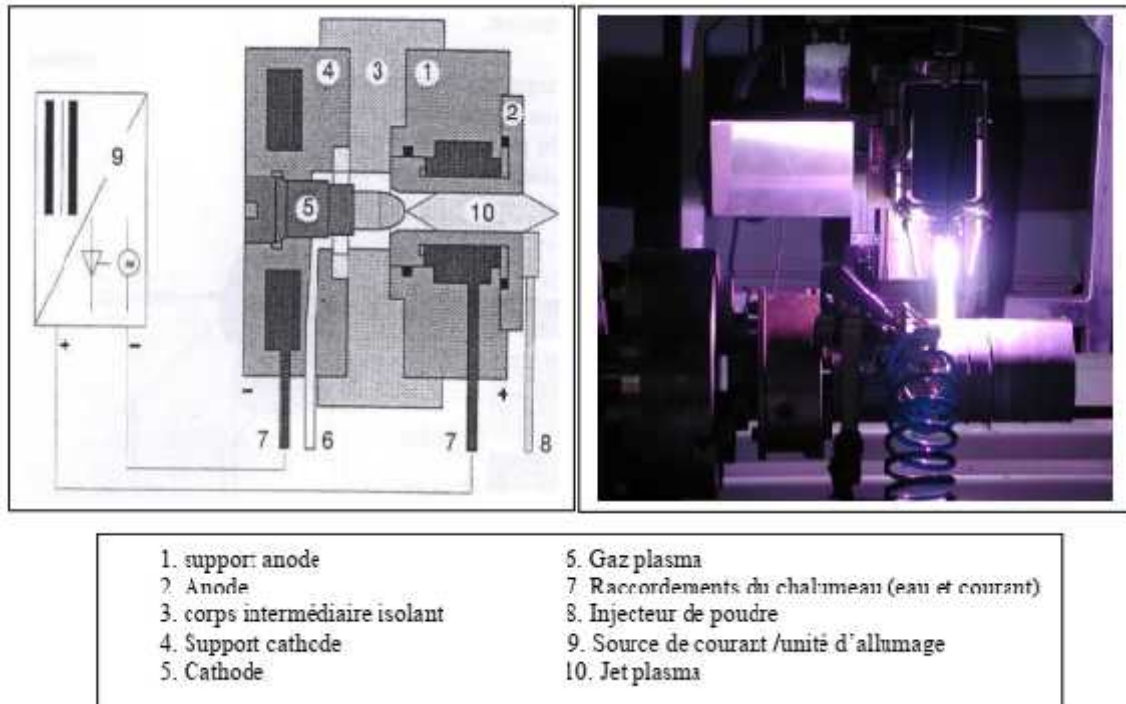 4
3
1
2
9
5
10
+
-
-
+
7
6
7
8
1. support anode
2 Anode
3. corps intermédiaire isolant
4. Support cathode
5. Cathode
6. Gaz plasma
7 Raccordements du chalumeau (eau et courant)
8. Injecteur de poudre
9. Source de courant /unité d'allumage
10. Jet plasma